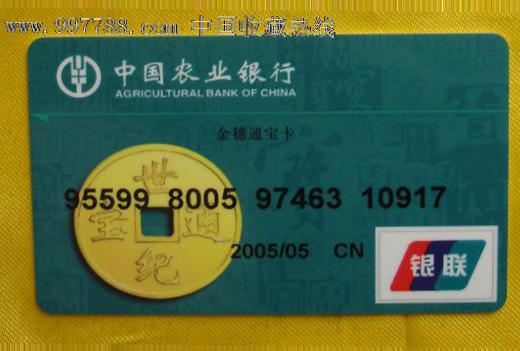 www.997788.com 中国收藏热线
中国农业银行
AGRICULTURAL BANK OF CHINA
金穗通宝卡
世
宝 通
纪
95599 8005 97463 10917
2005/05 CN
银联